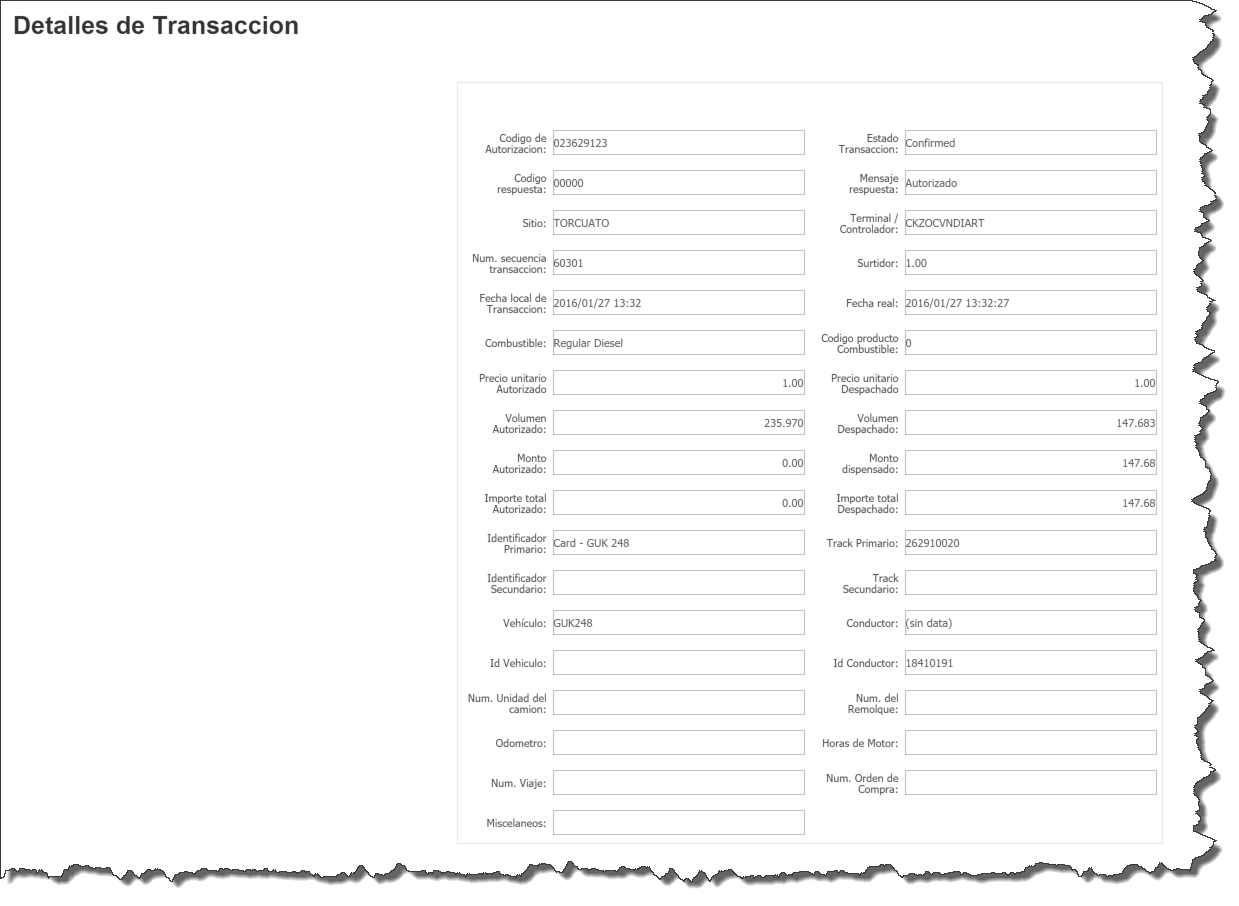 Detalles de Transaccion
Codigo de
Autorizacion: 023629123
Estado
Transaccion: Confirmed
Codigo
respuesta: 00000
Mensaje
respuesta: Autorizado
Sitio: TORCUATO
Terminal /
Controlador: CKZOCVNDIART
Num. secuencia
transaccion: 60301
Surtidor: 1.00
Fecha local de
Transaccion: 2016/01/27 13:32
Fecha real: 2016/01/27 13:32:27
Combustible: Regular Diesel
Codigo producto
Combustible: 0
Precio unitario
Autorizado 1.00
Precio unitario
Despachado 1.00
Volumen
Autorizado: 235.970
Volumen
Despachado: 147.683
Monto
Autorizado: 0.00
Monto
dispensado: 147.68
Importe total
Autorizado: 0.00
Importe total
Despachado: 147.68
Identificador
Primario: Card - GUK 248
Track Primario: 262910020
Identificador
Secundario:
Track
Secundario:
Vehículo: GUK248
Conductor: (sin data)
Id Vehiculo:
Id Conductor: 18410191
Num. Unidad del
camion:
Num. del
Remolque:
Odometro:
Horas de Motor:
Num. Viaje:
Num. Orden de
Compra:
Miscelaneos: